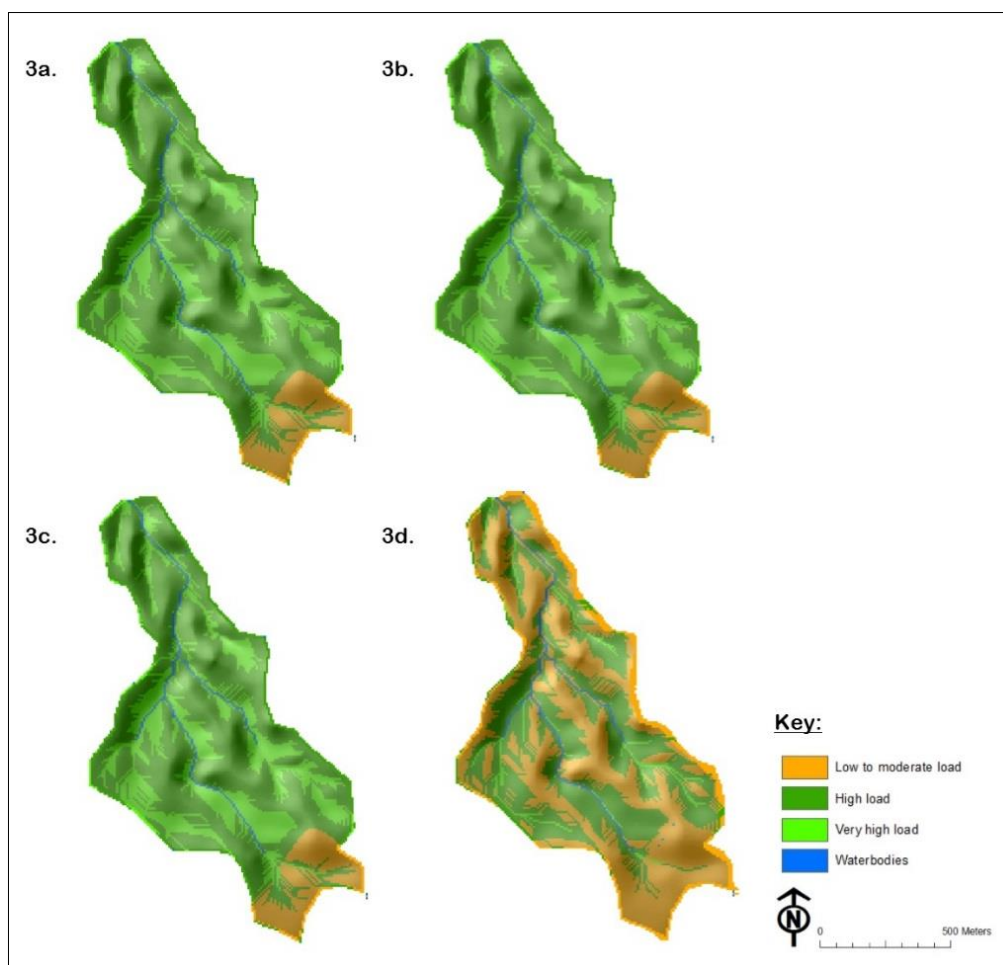 3a.
3b.
3c.
3d.
Key:
Low to moderate load
High load
Very high load
Waterbodies
N
0 500 Meters